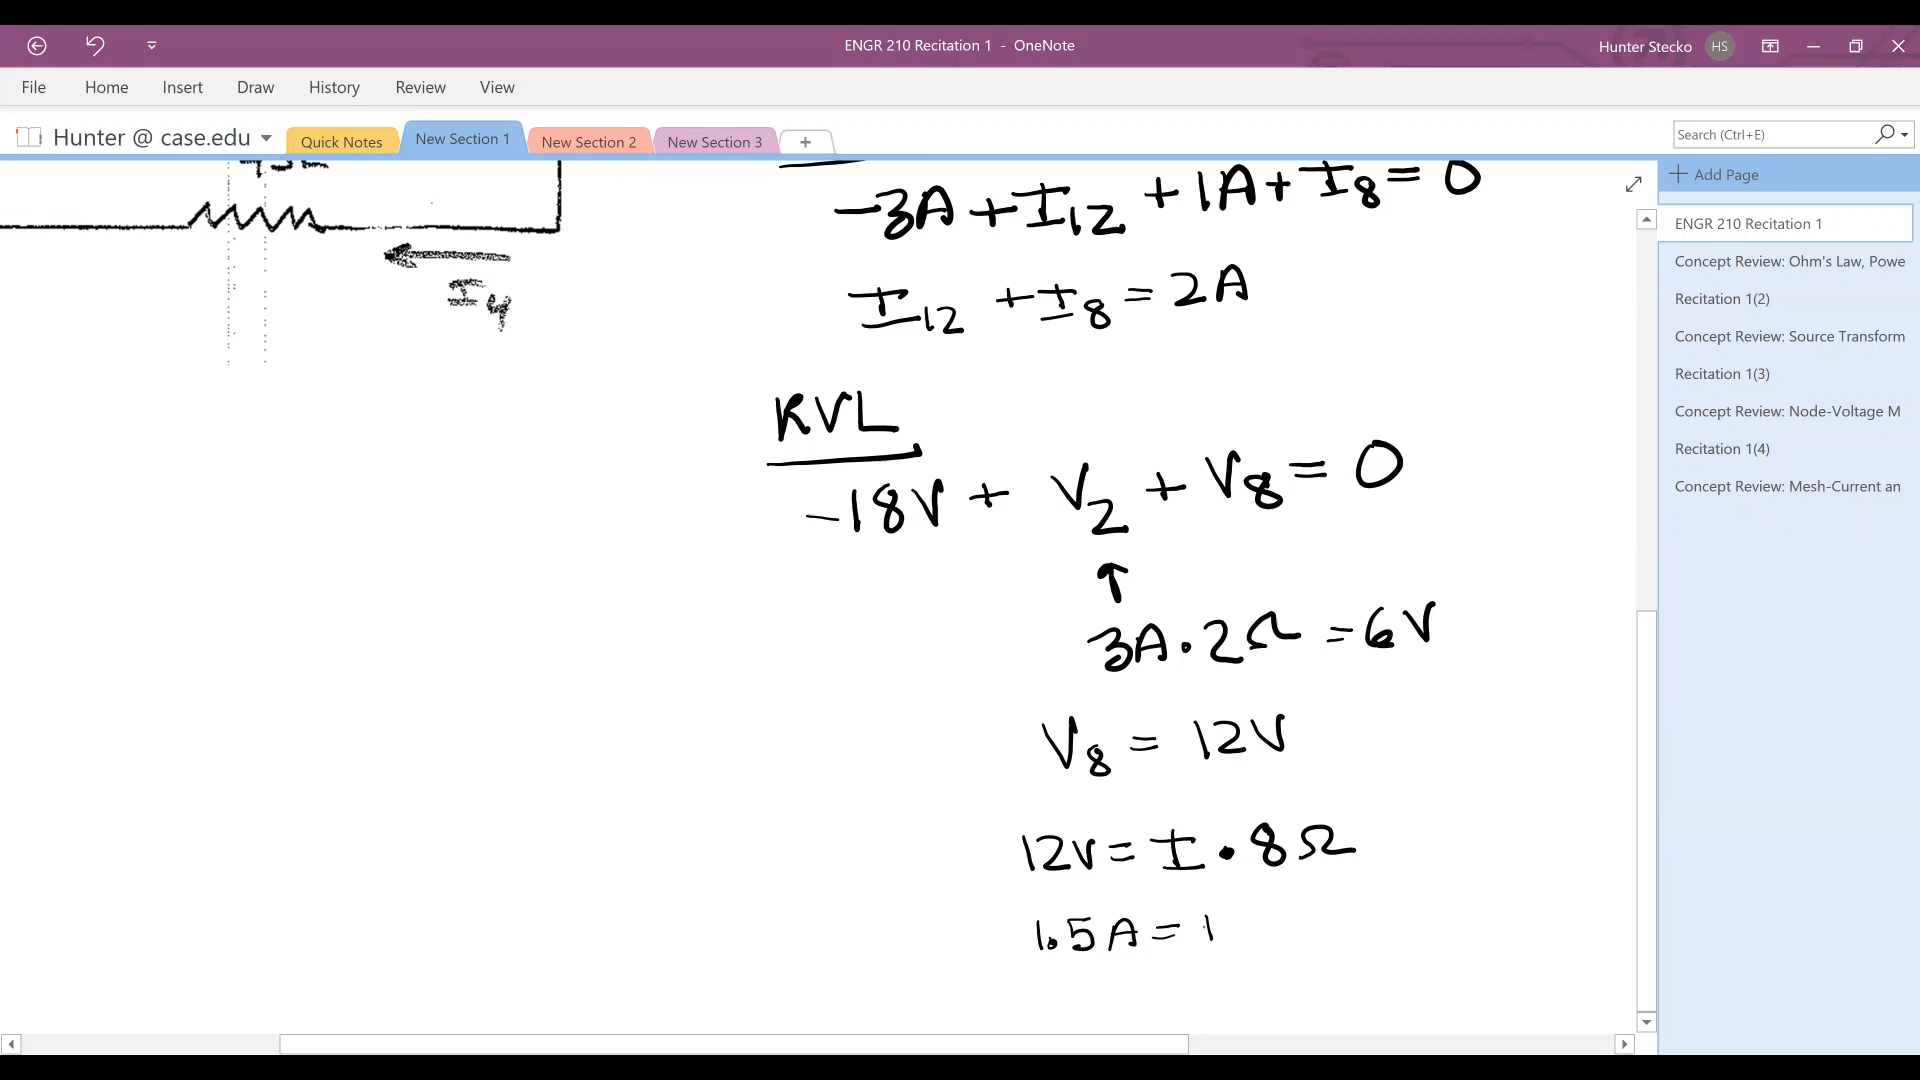 ENGR 210 Recitation 1 - OneNote
Hunter Stecko HS
File Home Insert Draw History Review View
Hunter @ case.edu Quick Notes New Section 1 New Section 2 New Section 3 +
Search (Ctrl+E)
Add Page
ENGR 210 Recitation 1
Concept Review: Ohm's Law, Powe
Recitation 1(2)
Concept Review: Source Transform
Recitation 1(3)
Concept Review: Node-Voltage M
Recitation 1(4)
Concept Review: Mesh-Current an
I4
-3A + I12 + 1A + I8 = 0
I12 + I8 = 2A
KVL
-18V + V2 + V8 = 0
3A · 2Ω = 6V
V8 = 12V
12V = I · 8Ω
1.5A =